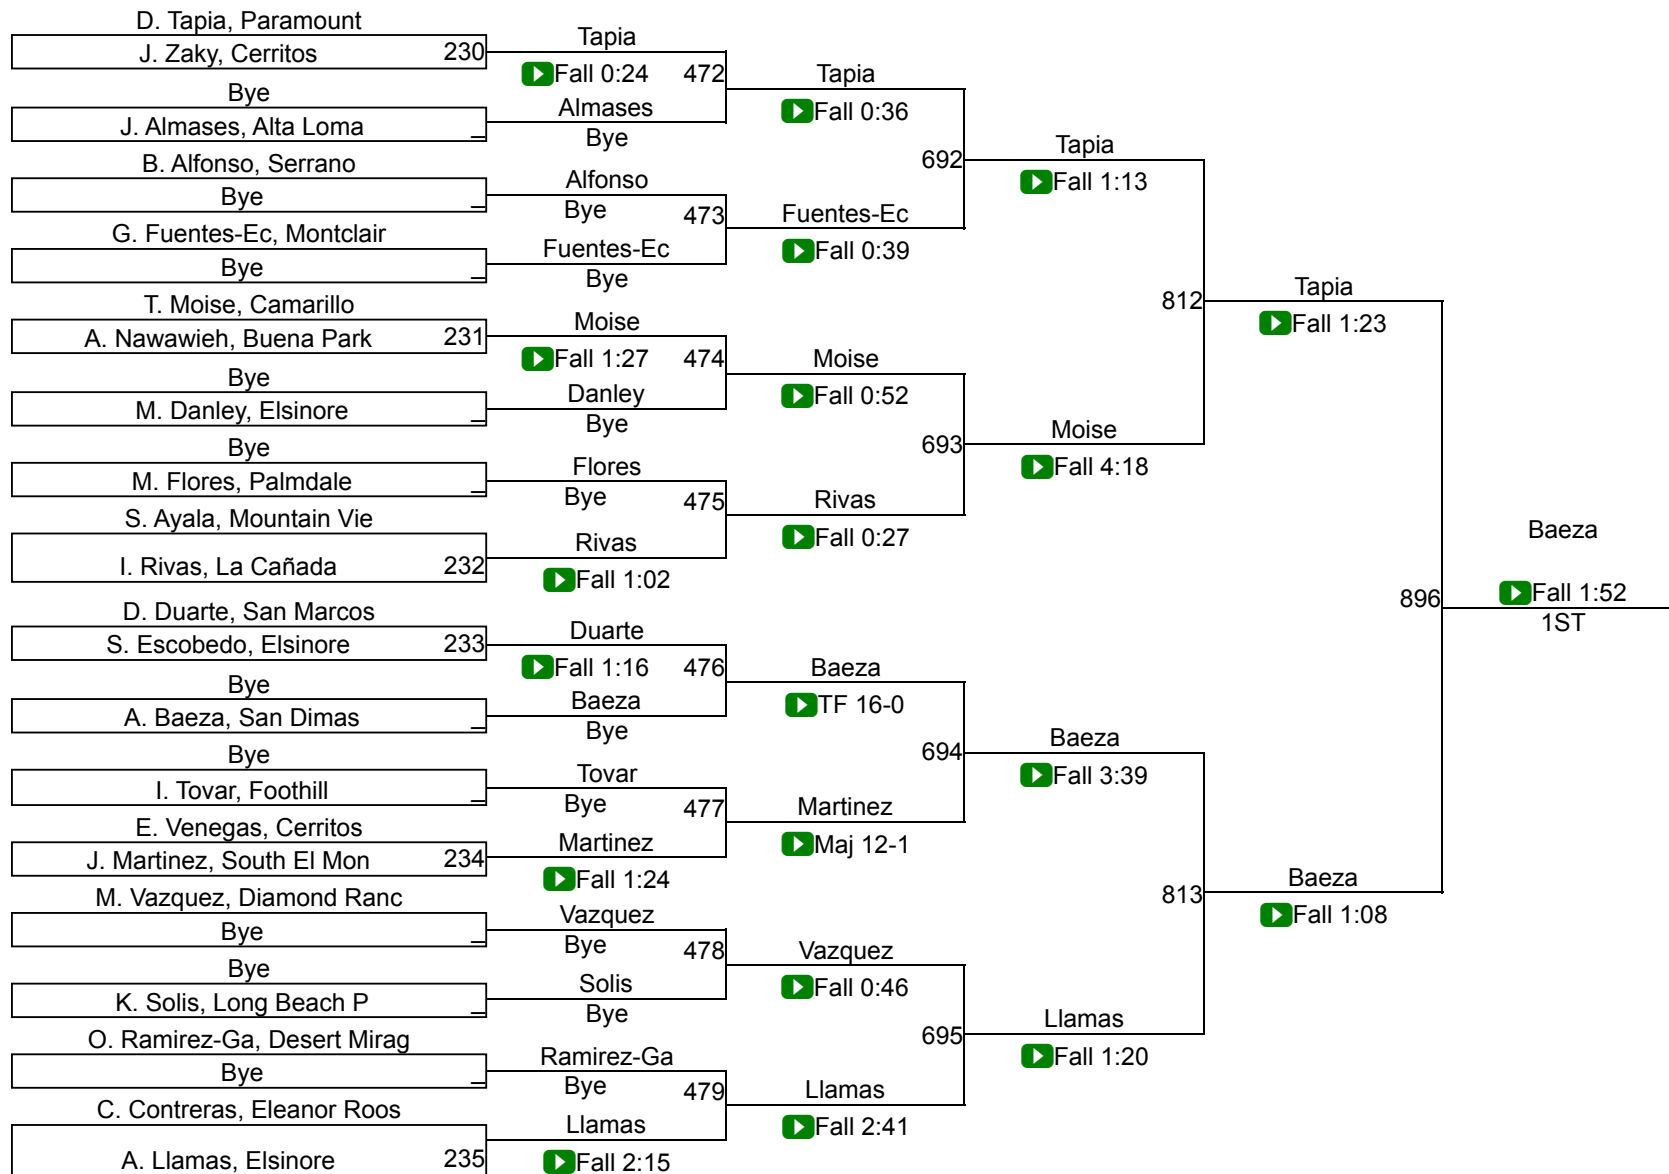 D. Tapia, Paramount
J. Zaky, Cerritos 230
Bye
J. Almases, Alta Loma _
B. Alfonso, Serrano
Bye _
G. Fuentes-Ec, Montclair
Bye _
T. Moise, Camarillo
A. Nawawieh, Buena Park 231
Bye
M. Danley, Elsinore _
Bye
M. Flores, Palmdale _
S. Ayala, Mountain Vie
I. Rivas, La Cañada 232
D. Duarte, San Marcos
S. Escobedo, Elsinore 233
Bye
A. Baeza, San Dimas _
Bye
I. Tovar, Foothill _
E. Venegas, Cerritos
J. Martinez, South El Mon 234
M. Vazquez, Diamond Ranc
Bye _
Bye
K. Solis, Long Beach P _
O. Ramirez-Ga, Desert Mirag
Bye _
C. Contreras, Eleanor Roos
A. Llamas, Elsinore 235
Tapia
Fall 0:24 472
Almases
Bye
Alfonso
Bye 473
Fuentes-Ec
Bye
Moise
Fall 1:27 474
Danley
Bye
Flores
Bye 475
Rivas
Fall 1:02
Duarte
Fall 1:16 476
Baeza
Bye
Tovar
Bye 477
Martinez
Fall 1:24
Vazquez
Bye 478
Solis
Bye
Ramirez-Ga
Bye 479
Llamas
Fall 2:15
Tapia
Fall 0:36
692
Fuentes-Ec
Fall 0:39
Moise
Fall 0:52
693
Rivas
Fall 0:27
Baeza
TF 16-0
694
Martinez
Maj 12-1
Vazquez
Fall 0:46
695
Llamas
Fall 2:41
Tapia
Fall 1:13
812
Moise
Fall 4:18
Baeza
Fall 3:39
813
Llamas
Fall 1:20
Tapia
Fall 1:23
896
Baeza
Fall 1:08
Baeza
Fall 1:52
1ST